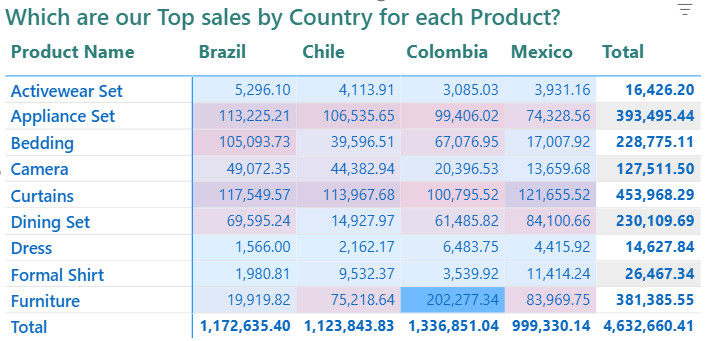 Which are our Top sales by Country for each Product?
Product Name Brazil Chile Colombia Mexico Total
Activewear Set 5,296.10 4,113.91 3,085.03 3,931.16 16,426.20
Appliance Set 113,225.21 106,535.65 99,406.02 74,328.56 393,495.44
Bedding 105,093.73 39,596.51 67,076.95 17,007.92 228,775.11
Camera 49,072.35 44,382.94 20,396.53 13,659.68 127,511.50
Curtains 117,549.57 113,967.68 100,795.52 121,655.52 453,968.29
Dining Set 69,595.24 14,927.97 61,485.82 84,100.66 230,109.69
Dress 1,566.00 2,162.17 6,483.75 4,415.92 14,627.84
Formal Shirt 1,980.81 9,532.37 3,539.92 11,414.24 26,467.34
Furniture 19,919.82 75,218.64 202,277.34 83,969.75 381,385.55
Total 1,172,635.40 1,123,843.83 1,336,851.04 999,330.14 4,632,660.41